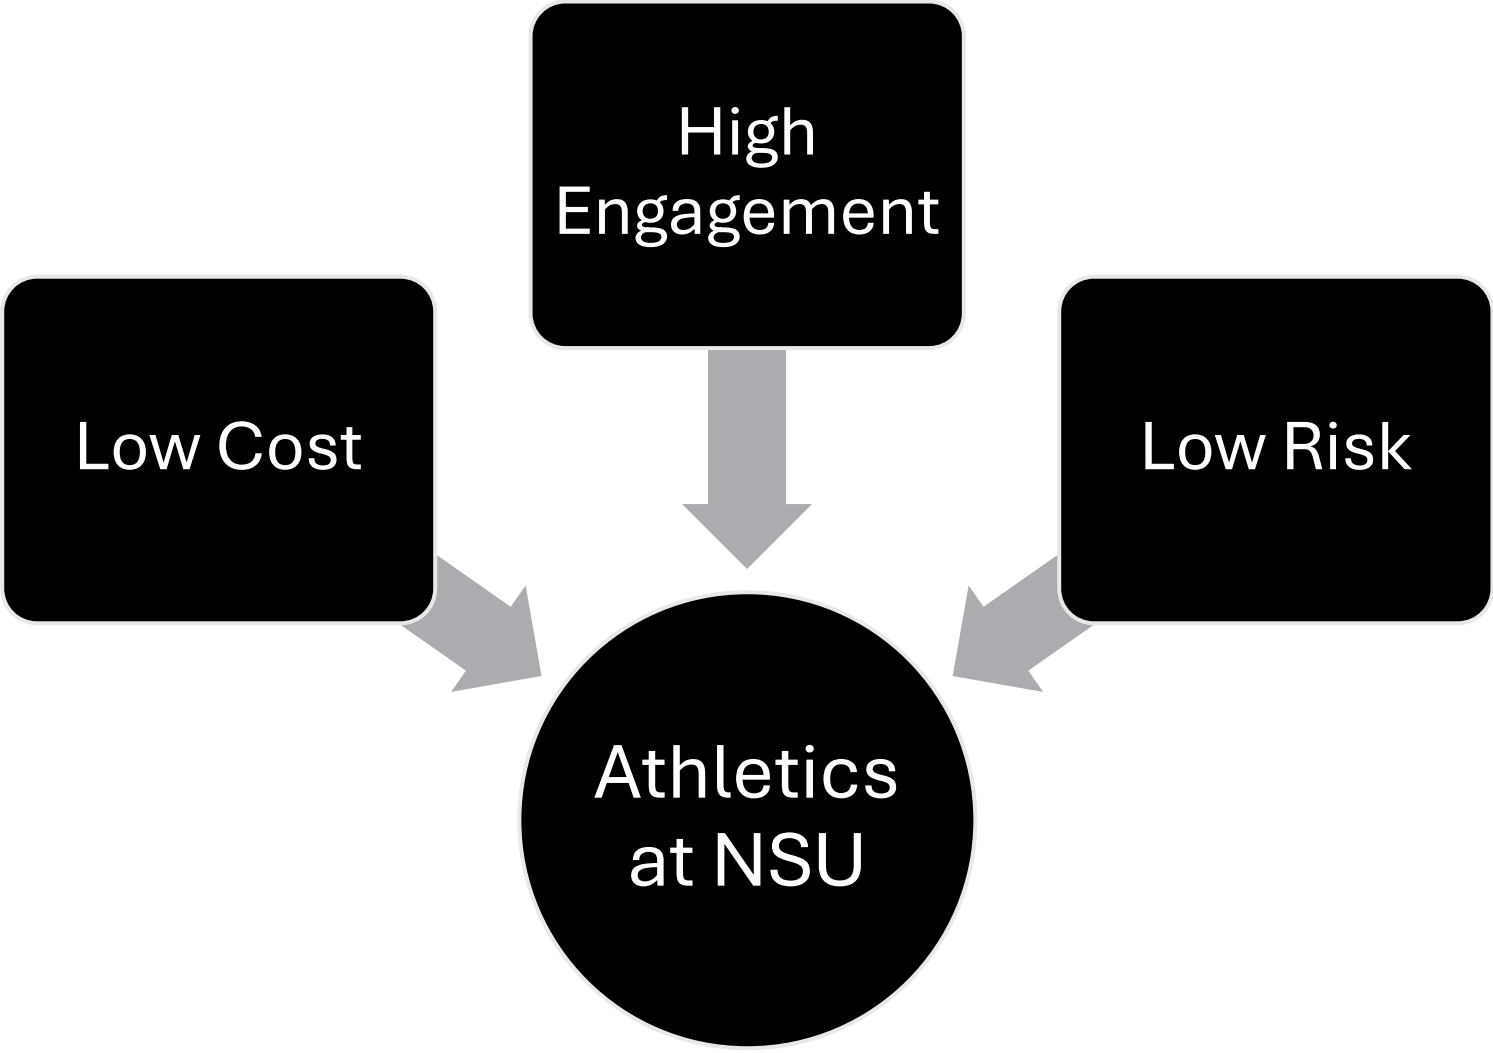 High
Engagement
Low Cost
Low Risk
Athletics
at NSU